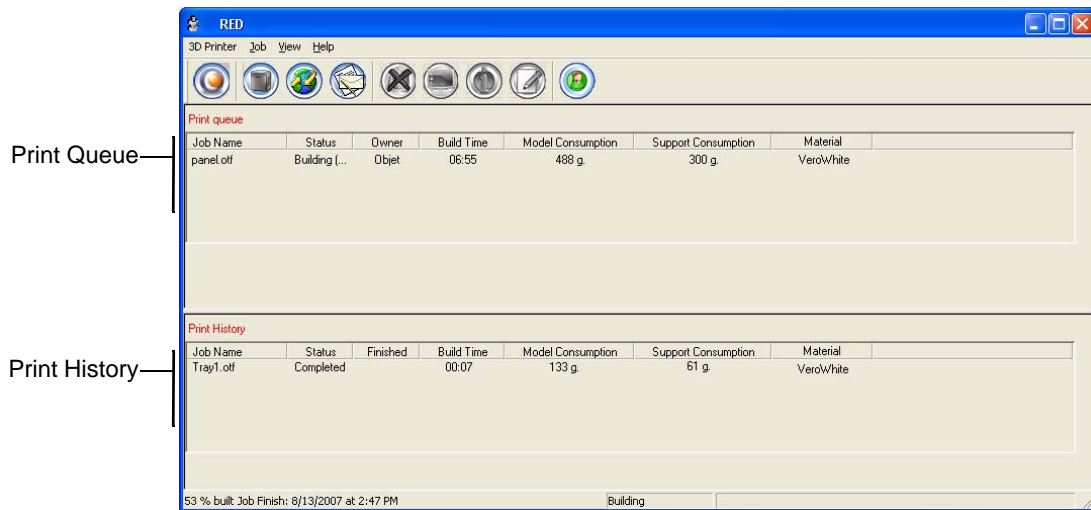 RED
3D Printer Job View Help
Print queue
Print Queue
Job Name Status Owner Build Time Model Consumption Support Consumption Material
panel.otf Building (... Objet 06:55 488 g. 300 g. VeroWhite
Print History
Print History
Job Name Status Finished Build Time Model Consumption Support Consumption Material
Tray1.otf Completed 00:07 133 g. 61 g. VeroWhite
53 % built Job Finish: 8/13/2007 at 2:47 PM Building